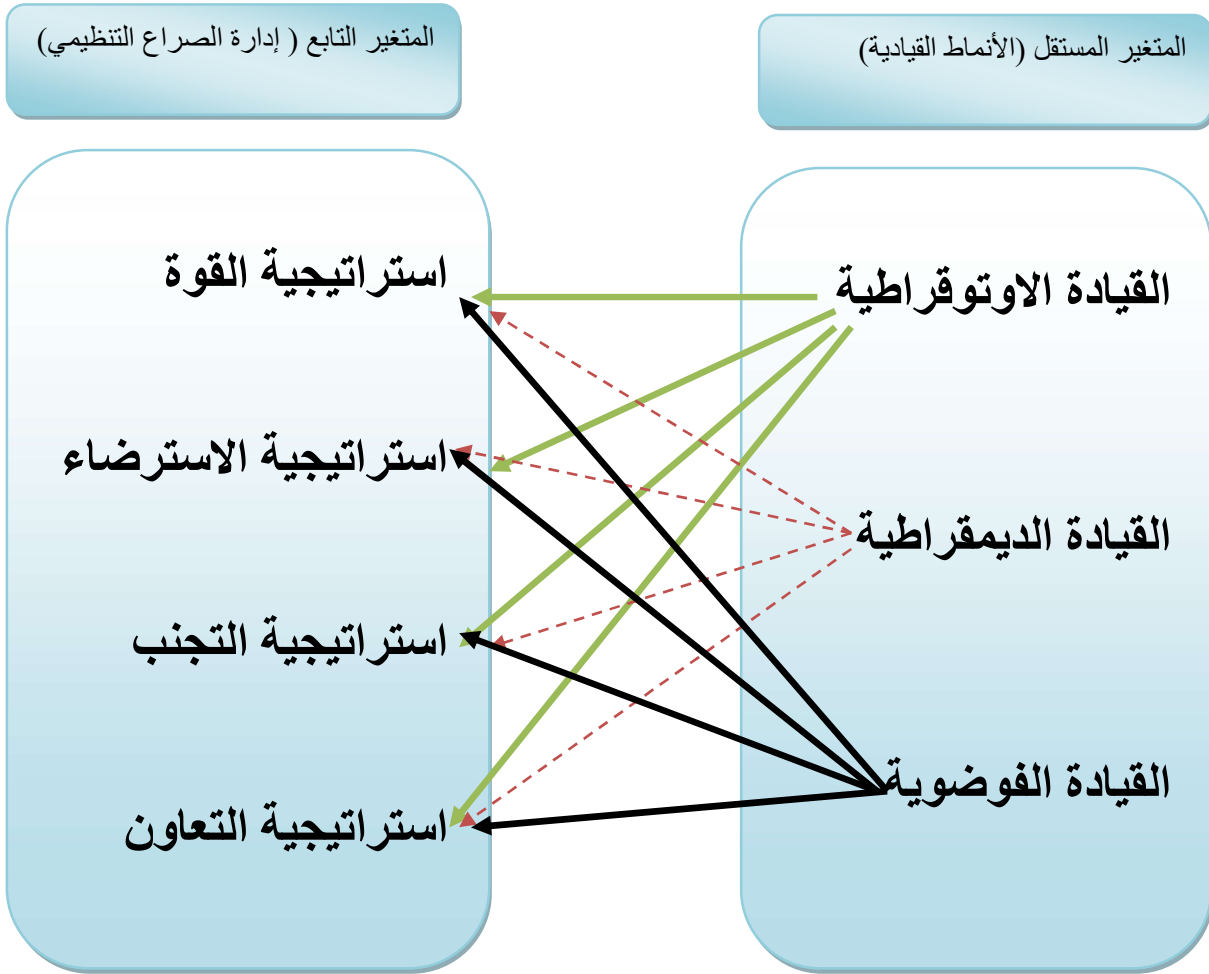 المتغير المستقل (الأنماط القيادية)
القيادة الاوتوقراطية
القيادة الديمقراطية
القيادة الفوضوية
المتغير التابع ( إدارة الصراع التنظيمي)
استراتيجية القوة
استراتيجية الاسترضاء
استراتيجية التجنب
استراتيجية التعاون